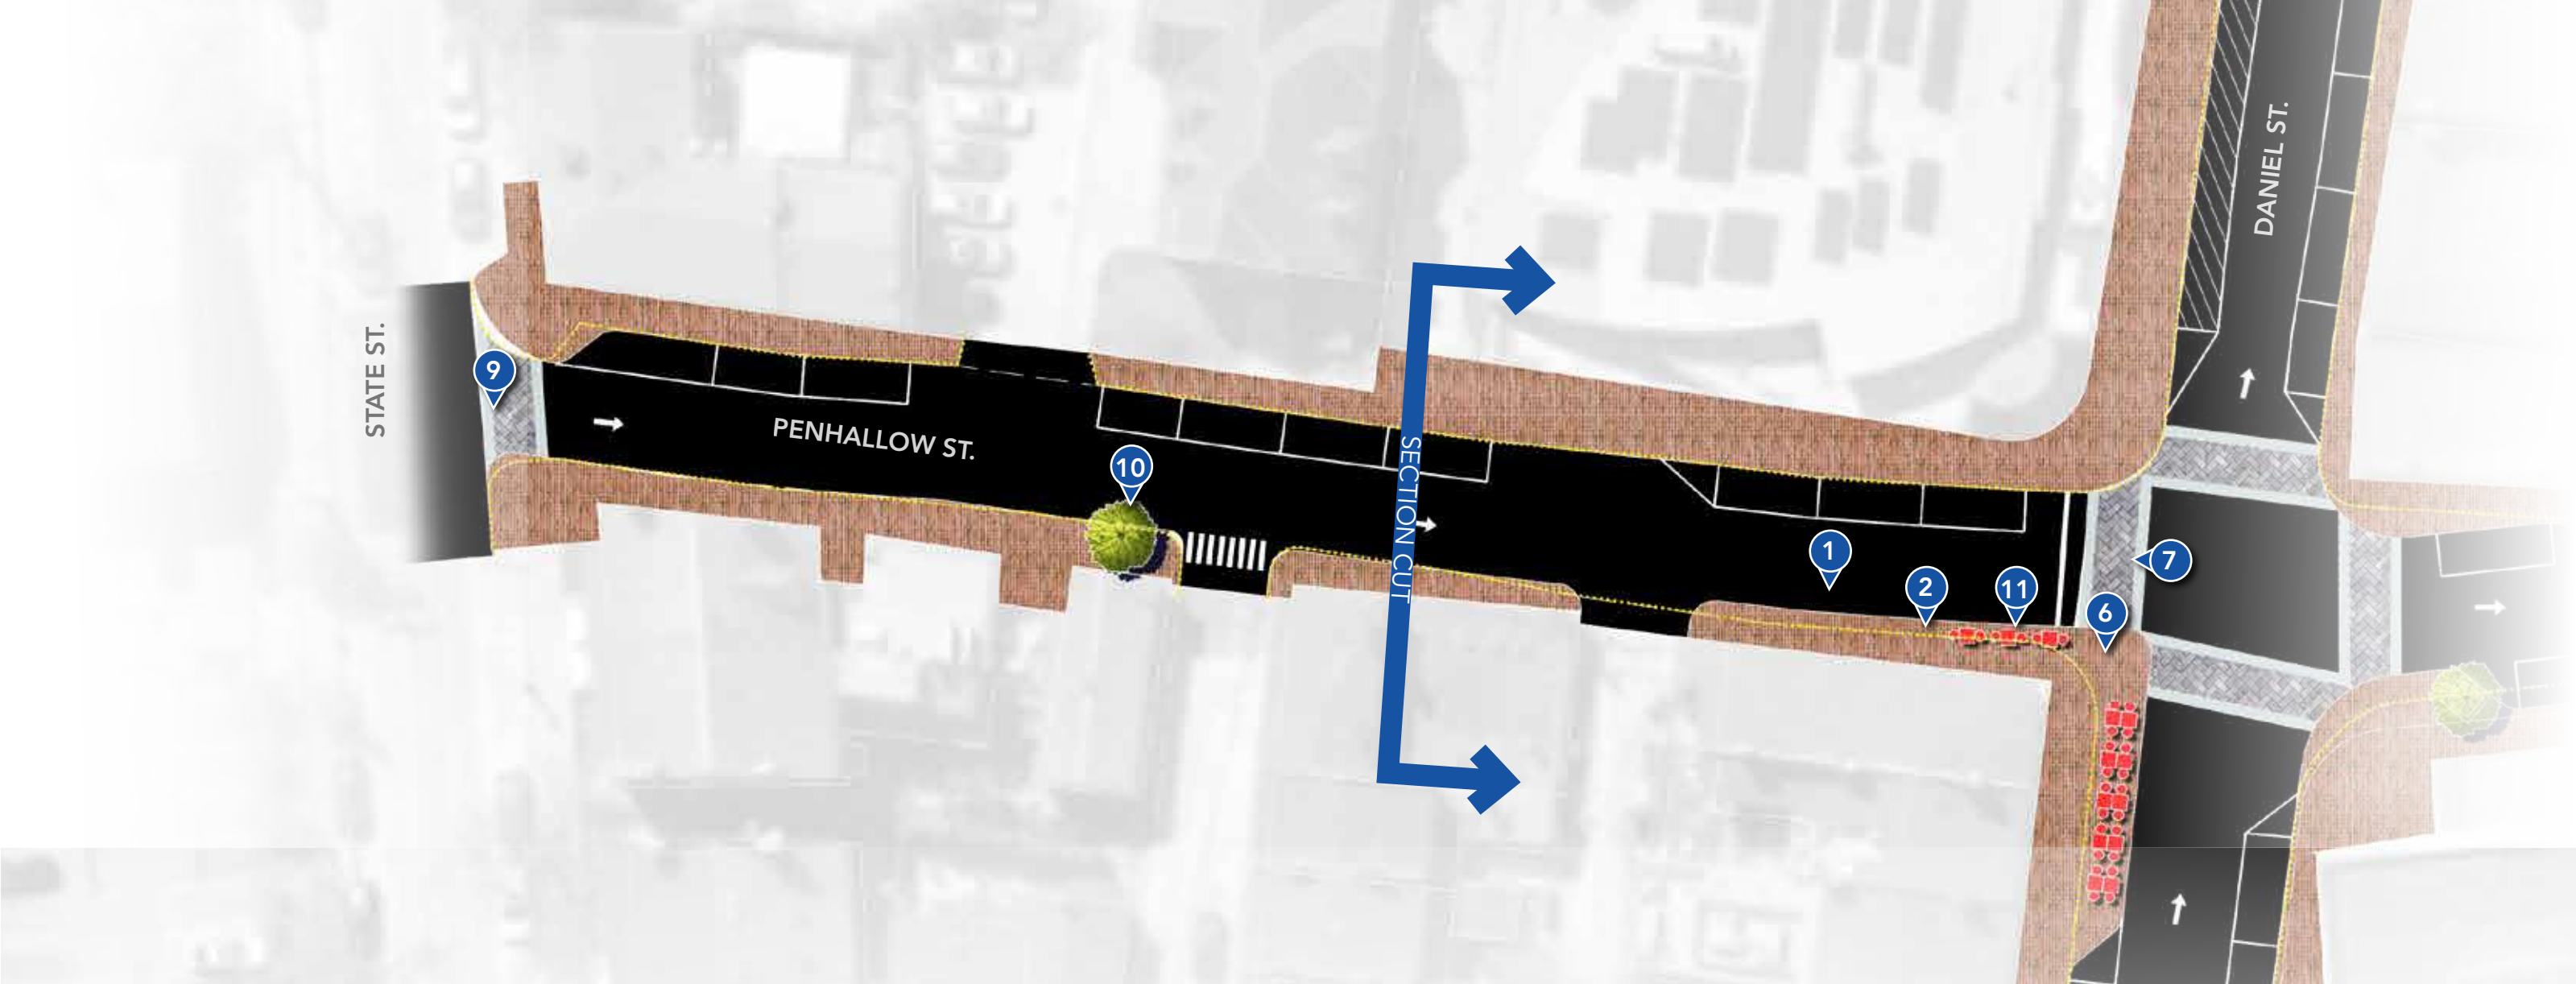 DANIEL ST.
STATE ST.
9
PENHALLOW ST.
10
SECTION CUT
1
2
11
6
7